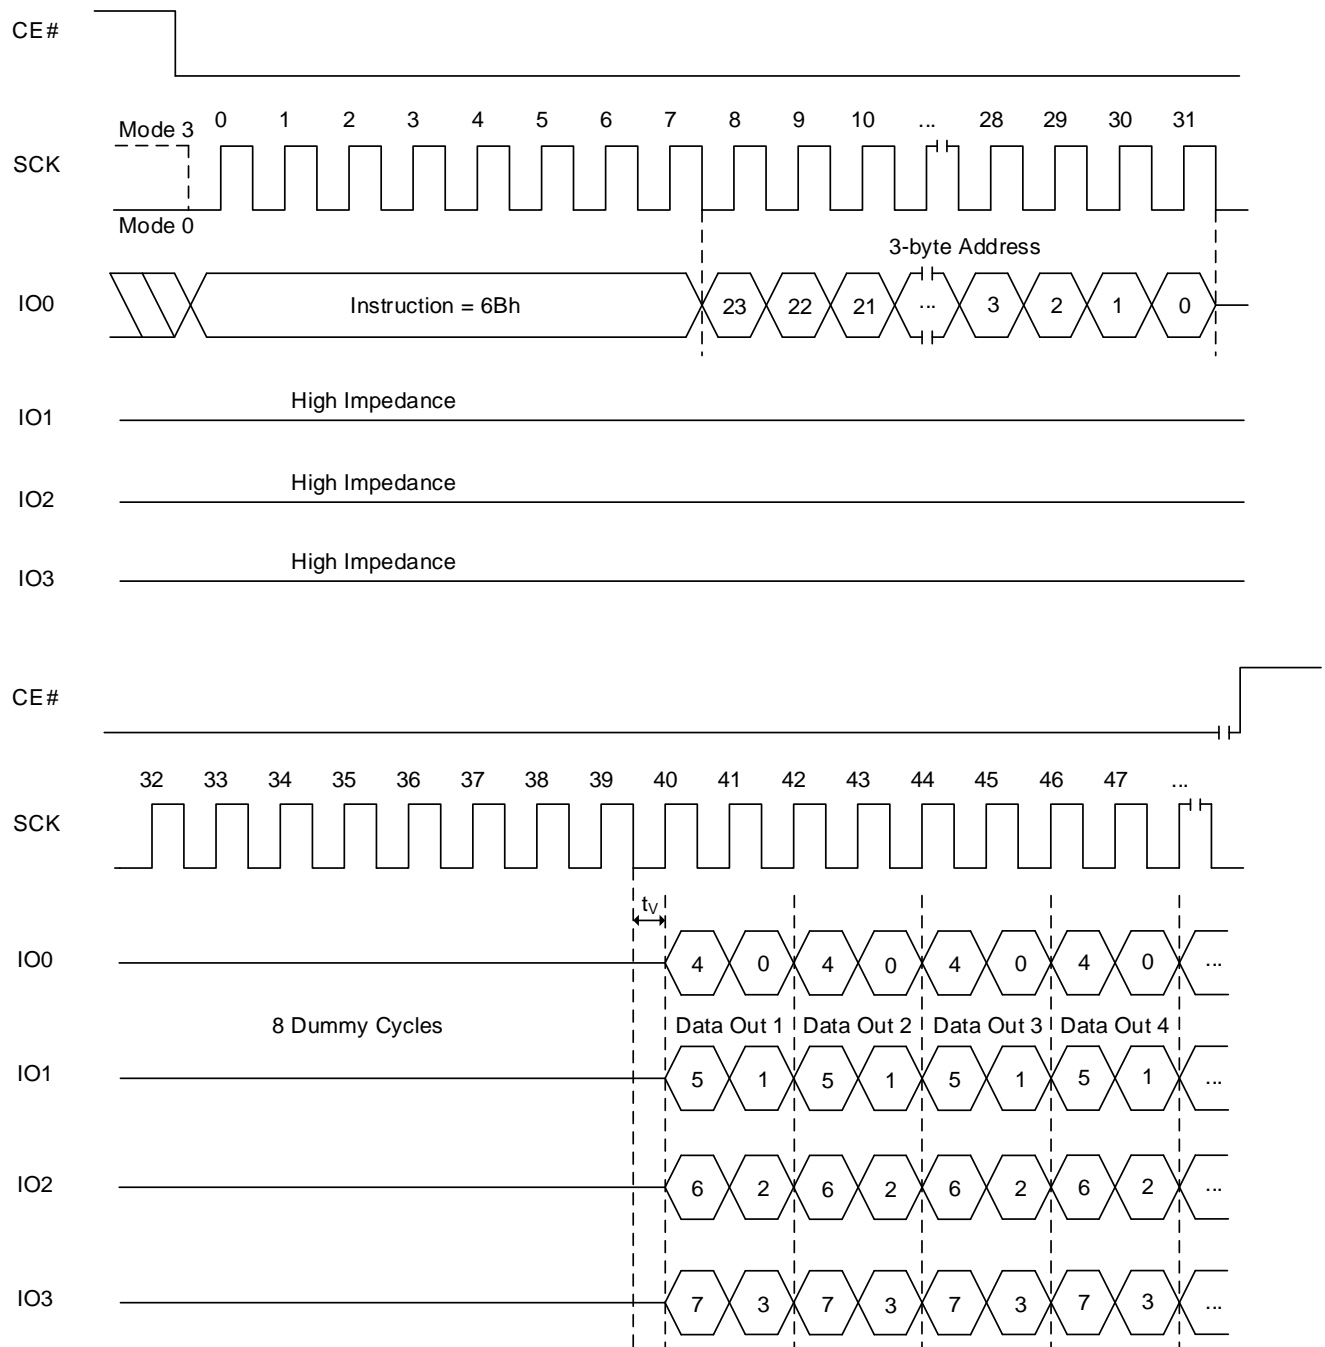 CE#
Mode 3 0 1 2 3 4 5 6 7 8 9 10 ... 28 29 30 31
SCK
Mode 0
3-byte Address
IO0 Instruction = 6Bh 23 22 21 ... 3 2 1 0
High Impedance
IO1
High Impedance
IO2
High Impedance
IO3
CE#
32 33 34 35 36 37 38 39 40 41 42 43 44 45 46 47 ...
SCK
tV
IO0 4 0 4 0 4 0 4 0 ...
8 Dummy Cycles Data Out 1 Data Out 2 Data Out 3 Data Out 4
IO1 5 1 5 1 5 1 5 1 ...
IO2 6 2 6 2 6 2 6 2 ...
IO3 7 3 7 3 7 3 7 3 ...